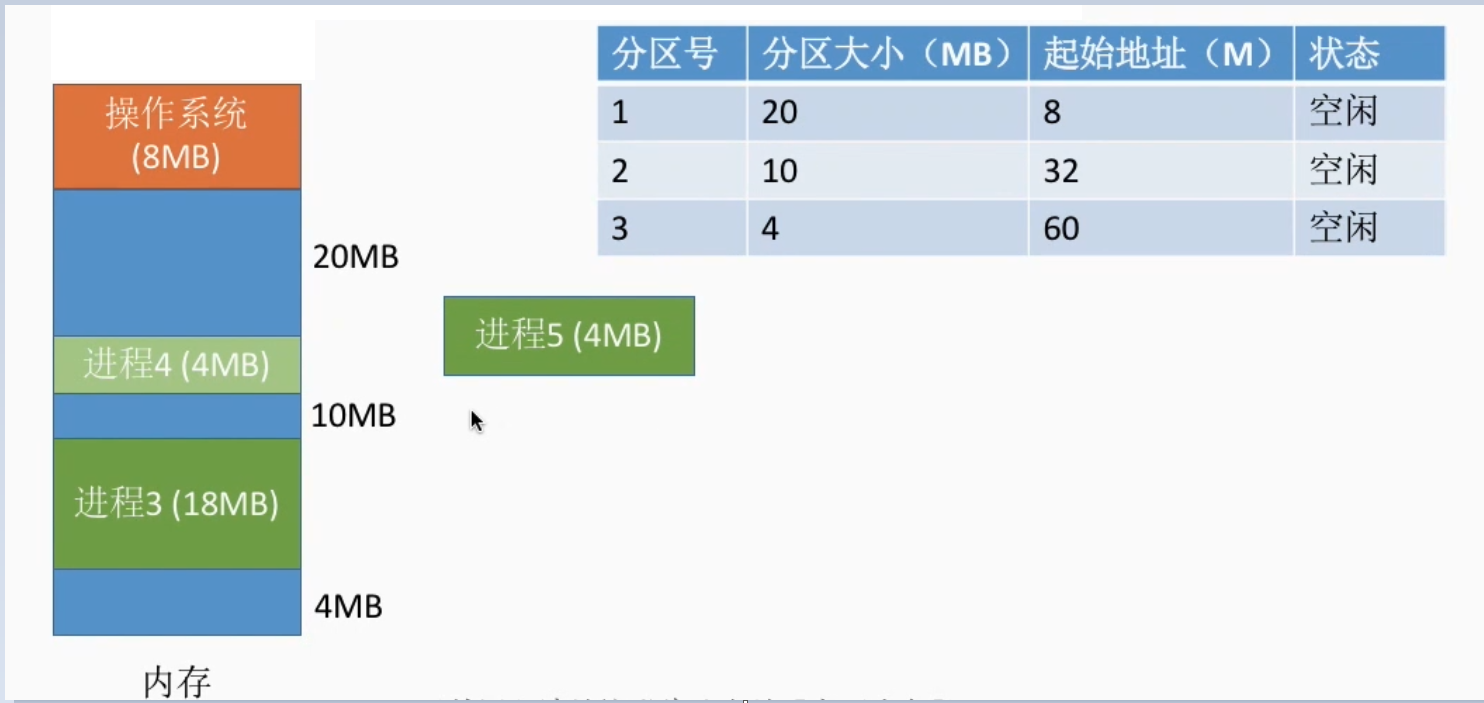 分区号 分区大小（MB） 起始地址（M） 状态
1 20 8 空闲
2 10 32 空闲
3 4 60 空闲
操作系统
(8MB)
20MB
进程5 (4MB)
进程4 (4MB)
10MB
进程3 (18MB)
4MB
内存